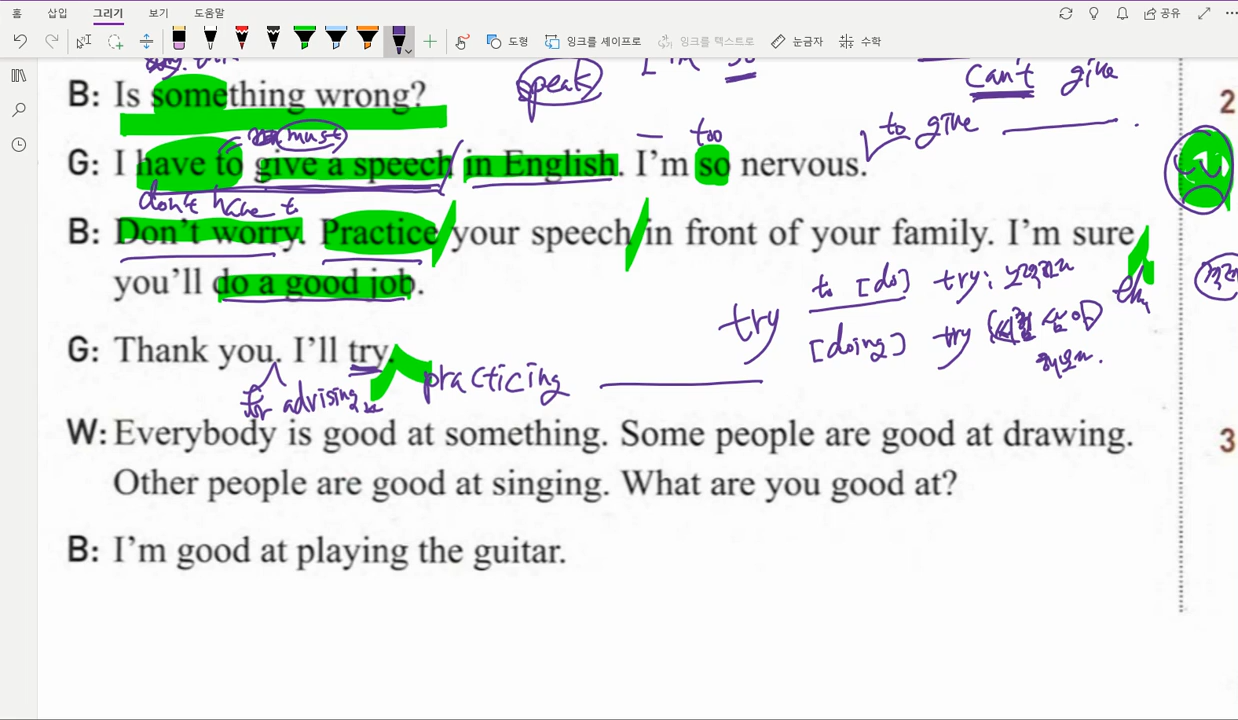 홈 삽입 그리기 보기 도움말
공유
도형 잉크를 셰이프로 잉크를 텍스트로 눈금자 수학
speak I'm so can't give
B: Is something wrong?
2
must too to give
G: I have to give a speech in English. I'm so nervous.
don't have to
B: Don't worry. Practice your speech in front of your family. I'm sure
you'll do a good job.
to [do] try:
try
[doing] try
G: Thank you. I'll try.
for advising practicing
W: Everybody is good at something. Some people are good at drawing.
3
Other people are good at singing. What are you good at?
B: I'm good at playing the guitar.